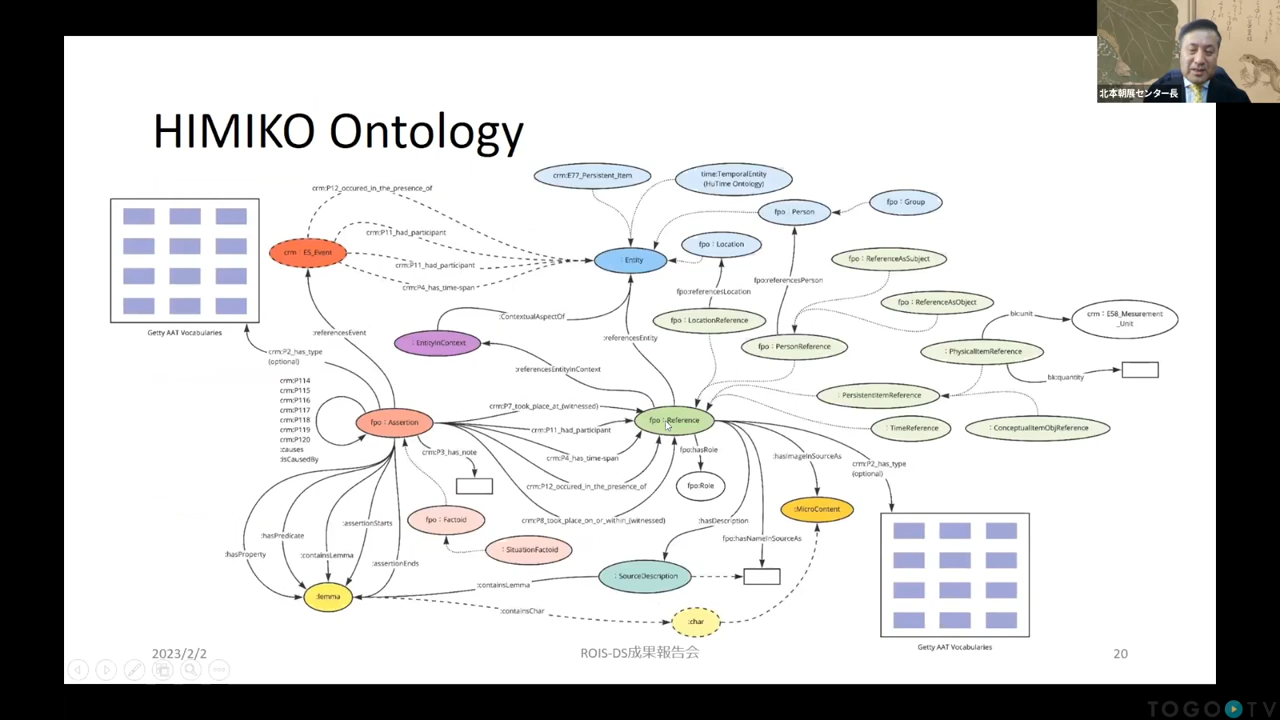 北本朝展センター長
HIMIKO Ontology
crm:E77_Persistent_Item
time:TemporalEntity
(HuTime Ontology)
crm:P12_occured_in_the_presence_of
fpo：Person
fpo：Group
crm:P11_had_participant
fpo：Location
crm：E5_Event
：Entity
fpo：ReferenceAsSubject
crm:P11_had_participant
fpo:referencesPerson
crm:P4_has_time-span
fpo:referencesLocation
fpo：ReferenceAsObject
:ContextualAspectOf
fpo：LocationReference
bk:unit
crm：E58_Mesurement
_Unit
Getty AAT Vocabularies
:referencesEvent
:referencesEntity
：EntityInContext
fpo：PersonReference
：PhysicalItemReference
crm:P2_has_type
(optional)
:referencesEntityInContext
bk:quantity
crm:P114
crm:P115
crm:P116
crm:P117
crm:P118
crm:P119
crm:P120
:causes
:isCausedBy
：PersistentItemReference
crm:P7_took_place_at_(witnessed)
fpo：Assertion
fpo：Reference
crm:P11_had_participant
：TimeReference
：ConceptualItemObjReference
crm:P3_has_note
fpo:hasRole
crm:P4_has_time-span
:hasImageInSourceAs
crm:P2_has_type
(optional)
crm:P12_occured_in_the_presence_of
fpo:Role
:MicroContent
fpo：Factoid
crm:P8_took_place_on_or_within_(witnessed)
:hasDescription
:assertionStarts
:hasPredicate
fpo:hasNameInSourceAs
：SituationFactoid
:hasProperty
:containsLemma
:assertionEnds
：SourceDescription
:containsLemma
:lemma
:containsChar
:char
Getty AAT Vocabularies
2023/2/2
ROIS-DS成果報告会
20
TOGO TV